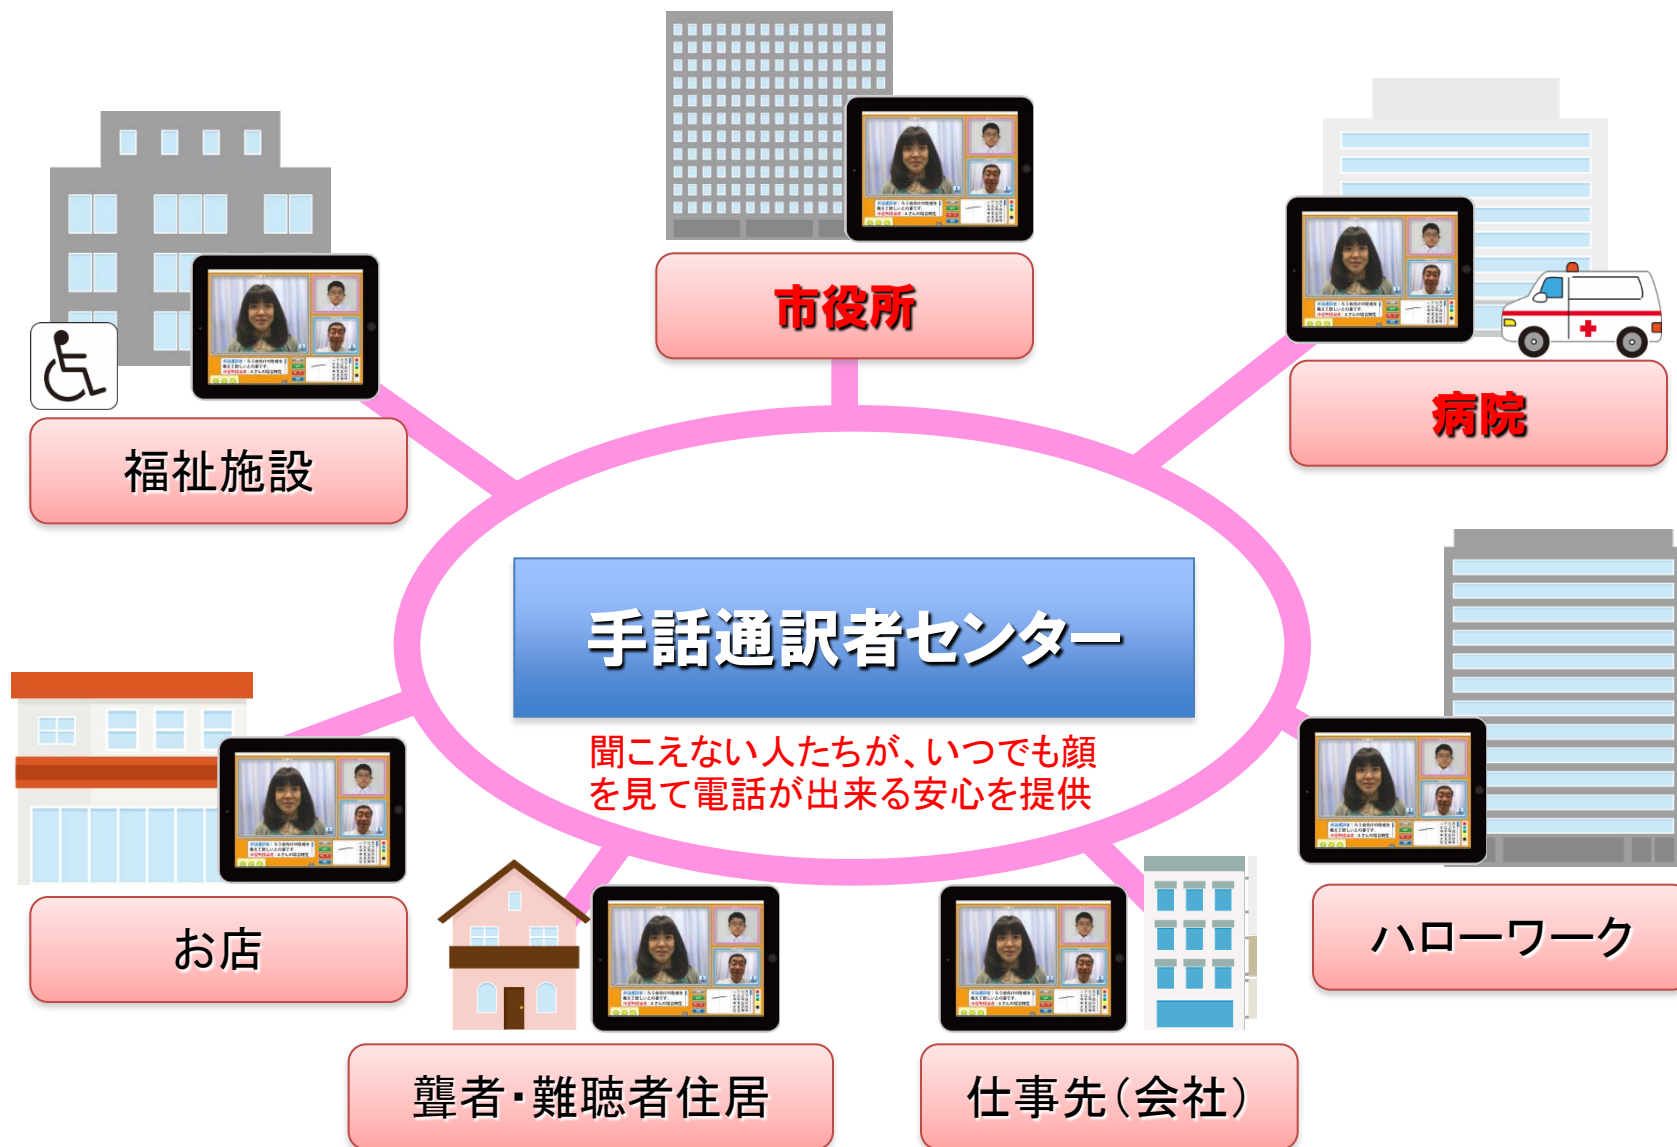 市役所
病院
福祉施設
手話通訳者センター
聞こえない人たちが、いつでも顔
を見て電話が出来る安心を提供
お店
ハローワーク
聾者・難聴者住居
仕事先（会社）